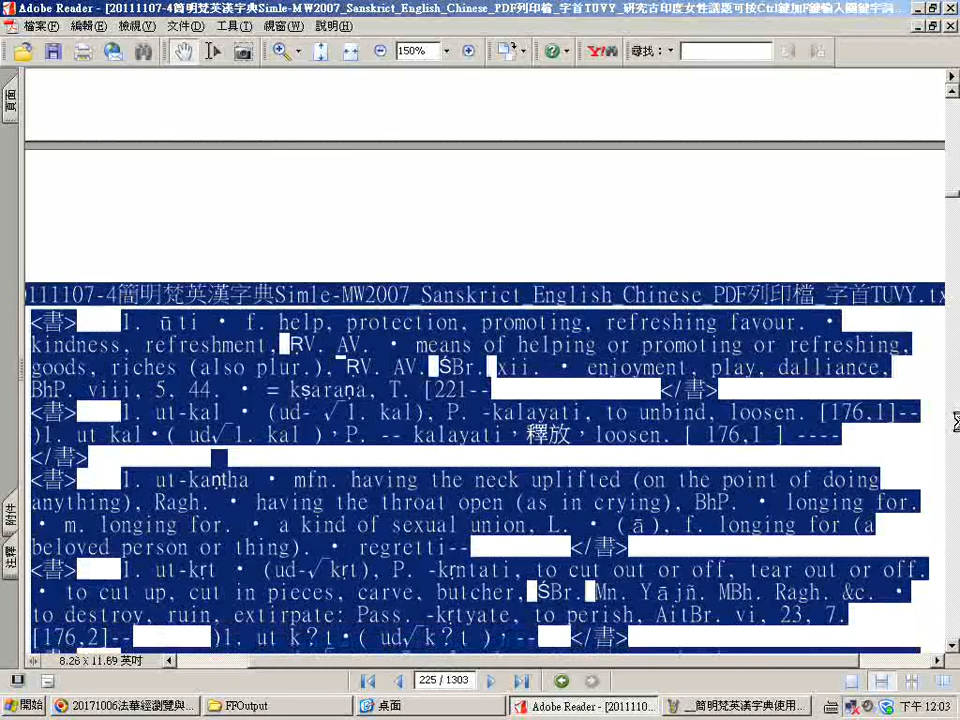 Adobe Reader - [20111107-4簡明梵英漢字典Simle-MW2007_Sanskrict_English_Chinese_PDF列印檔_字首TUVY_研究古印度女性議題可按Ctrl鍵加F鍵輸入關鍵字詞...
檔案(F) 編輯(E) 檢視(V) 文件(D) 工具(T) 視窗(W) 說明(H)
150% Y! 尋找:
頁面
附件
注釋
111107-4簡明梵英漢字典Simle-MW2007_Sanskrict_English_Chinese_PDF列印檔_字首TUVY.tx
<書> 1. ūti • f. help, protection, promoting, refreshing favour. •
kindness, refreshment, ṚV. AV. • means of helping or promoting or refreshing,
goods, riches (also plur.), ṚV. AV. ŚBr. xii. • enjoyment, play, dalliance,
BhP. viii, 5, 44. • = kṣaraṇa, T. [221-- </書>
<書> 1. ut-kal • (ud- √1. kal), P. -kalayati, to unbind, loosen. [176,1]--
)1. ut kal•( ud√1. kal ),P. -- kalayati,釋放,loosen. [ 176,1 ] ----
</書>
<書> 1. ut-kaṇṭha • mfn. having the neck uplifted (on the point of doing
anything), Ragh. • having the throat open (as in crying), BhP. • longing for.
• m. longing for. • a kind of sexual union, L. • (ā), f. longing for (a
beloved person or thing). • regretti-- </書>
<書> 1. ut-kṛt • (ud-√kṛt), P. -kṛntati, to cut out or off, tear out or off.
• to cut up, cut in pieces, carve, butcher, ŚBr. Mn. Yājñ. MBh. Ragh. &c. •
to destroy, ruin, extirpate: Pass. -kṛtyate, to perish, AitBr. vi, 23, 7.
[176,2]-- )1. ut k?t•( ud√k?t ),-- </書>
8.26 x 11.69 英吋
225 / 1303
開始 20171006法華經瀏覽與... FFOutput 桌面 Adobe Reader - [2011110... __簡明梵英漢字典使用... 下午 12:03